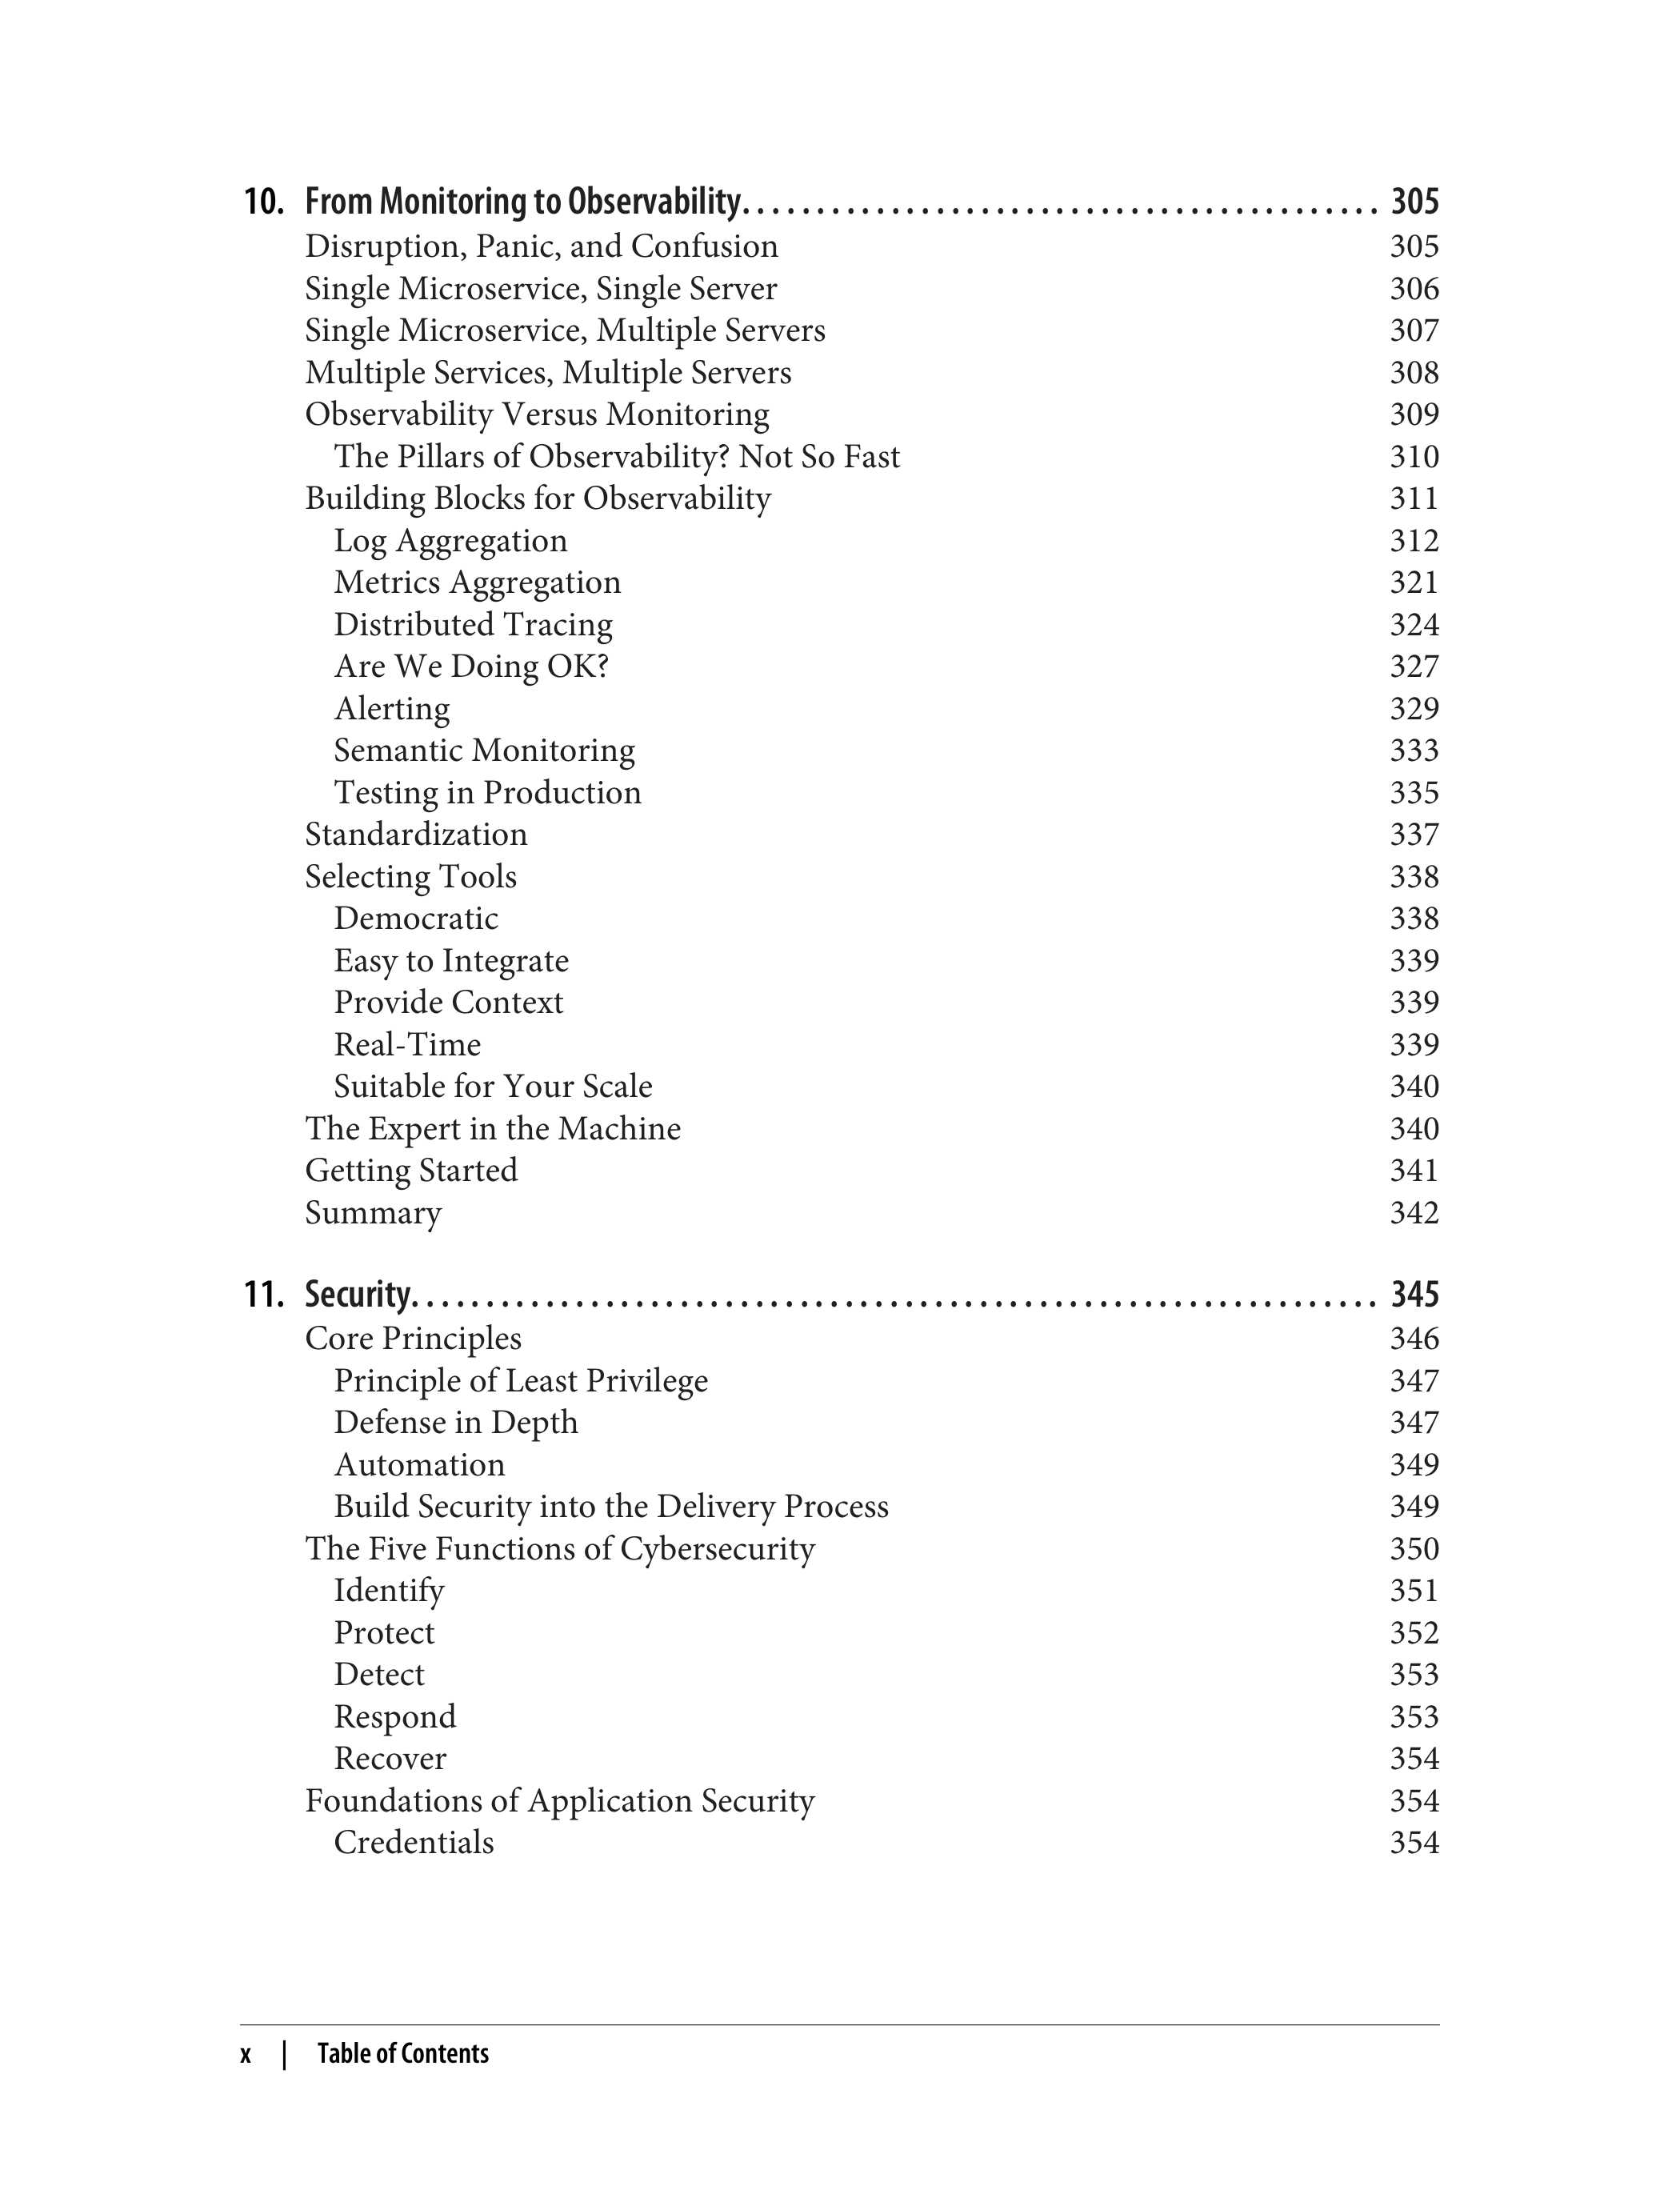 10. From Monitoring to Observability. . . . . . . . . . . . . . . . . . . . . . . . . . . . . . . . . . . . . . . . . . . 305
Disruption, Panic, and Confusion 305
Single Microservice, Single Server 306
Single Microservice, Multiple Servers 307
Multiple Services, Multiple Servers 308
Observability Versus Monitoring 309
The Pillars of Observability? Not So Fast 310
Building Blocks for Observability 311
Log Aggregation 312
Metrics Aggregation 321
Distributed Tracing 324
Are We Doing OK? 327
Alerting 329
Semantic Monitoring 333
Testing in Production 335
Standardization 337
Selecting Tools 338
Democratic 338
Easy to Integrate 339
Provide Context 339
Real-Time 339
Suitable for Your Scale 340
The Expert in the Machine 340
Getting Started 341
Summary 342
11. Security. . . . . . . . . . . . . . . . . . . . . . . . . . . . . . . . . . . . . . . . . . . . . . . . . . . . . . . . . . . . . . . . . 345
Core Principles 346
Principle of Least Privilege 347
Defense in Depth 347
Automation 349
Build Security into the Delivery Process 349
The Five Functions of Cybersecurity 350
Identify 351
Protect 352
Detect 353
Respond 353
Recover 354
Foundations of Application Security 354
Credentials 354
x | Table of Contents